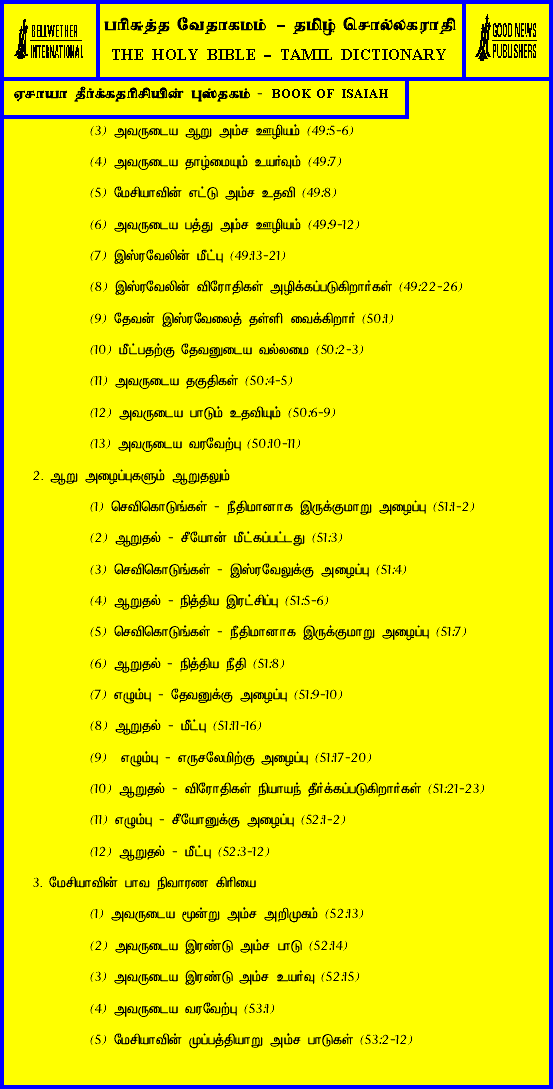 BELLWETHER
INTERNATIONAL
பரிசுத்த வேதாகமம் – தமிழ் சொல்லகராதி
THE HOLY BIBLE – TAMIL DICTIONARY
GOOD NEWS
PUBLISHERS
ஏசாயா தீர்க்கதரிசியின் புஸ்தகம் - BOOK OF ISAIAH
(3) அவருடைய ஆறு அம்ச ஊழியம் (49:5-6)
(4) அவருடைய தாழ்மையும் உயர்வும் (49:7)
(5) மேசியாவின் எட்டு அம்ச உதவி (49:8)
(6) அவருடைய பத்து அம்ச ஊழியம் (49:9-12)
(7) இஸ்ரவேலின் மீட்பு (49:13-21)
(8) இஸ்ரவேலின் விரோதிகள் அழிக்கப்படுகிறார்கள் (49:22-26)
(9) தேவன் இஸ்ரவேலைத் தள்ளி வைக்கிறார் (50:1)
(10) மீட்பதற்கு தேவனுடைய வல்லமை (50:2-3)
(11) அவருடைய தகுதிகள் (50:4-5)
(12) அவருடைய பாடும் உதவியும் (50:6-9)
(13) அவருடைய வரவேற்பு (50:10-11)
2. ஆறு அழைப்புகளும் ஆறுதலும்
(1) செவிகொடுங்கள் - நீதிமானாக இருக்குமாறு அழைப்பு (51:1-2)
(2) ஆறுதல் - சீயோன் மீட்கப்பட்டது (51:3)
(3) செவிகொடுங்கள் - இஸ்ரவேலுக்கு அழைப்பு (51:4)
(4) ஆறுதல் - நித்திய இரட்சிப்பு (51:5-6)
(5) செவிகொடுங்கள் - நீதிமானாக இருக்குமாறு அழைப்பு (51:7)
(6) ஆறுதல் - நித்திய நீதி (51:8)
(7) எழும்பு - தேவனுக்கு அழைப்பு (51:9-10)
(8) ஆறுதல் - மீட்பு (51:11-16)
(9) எழும்பு - எருசலேமிற்கு அழைப்பு (51:17-20)
(10) ஆறுதல் - விரோதிகள் நியாயந் தீர்க்கப்படுகிறார்கள் (51:21-23)
(11) எழும்பு - சீயோனுக்கு அழைப்பு (52:1-2)
(12) ஆறுதல் - மீட்பு (52:3-12)
3. மேசியாவின் பாவ நிவாரண கிரியை
(1) அவருடைய மூன்று அம்ச அறிமுகம் (52:13)
(2) அவருடைய இரண்டு அம்ச பாடு (52:14)
(3) அவருடைய இரண்டு அம்ச உயர்வு (52:15)
(4) அவருடைய வரவேற்பு (53:1)
(5) மேசியாவின் முப்பத்தியாறு அம்ச பாடுகள் (53:2-12)